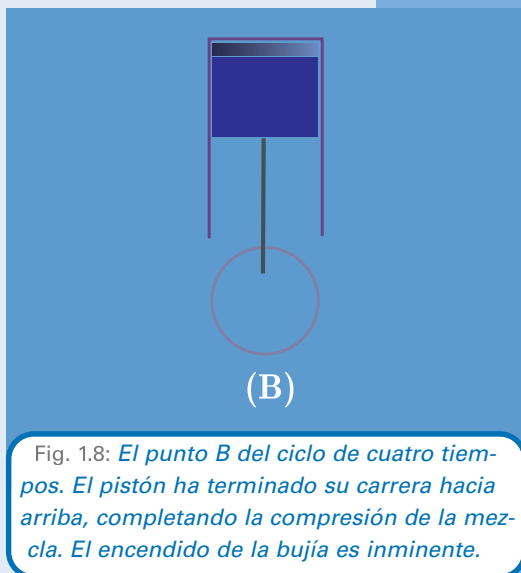 (B)
Fig. 1.8: El punto B del ciclo de cuatro tiem-
pos. El pistón ha terminado su carrera hacia
arriba, completando la compresión de la mez-
cla. El encendido de la bujía es inminente.